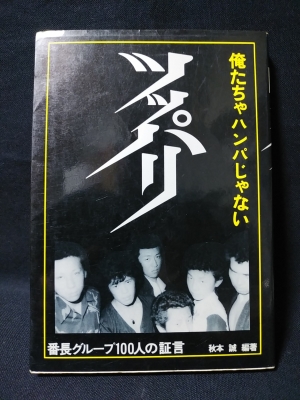 俺たちゃハンパじゃない
ツッパリ
番長グループ100人の証言
秋本 誠 編著